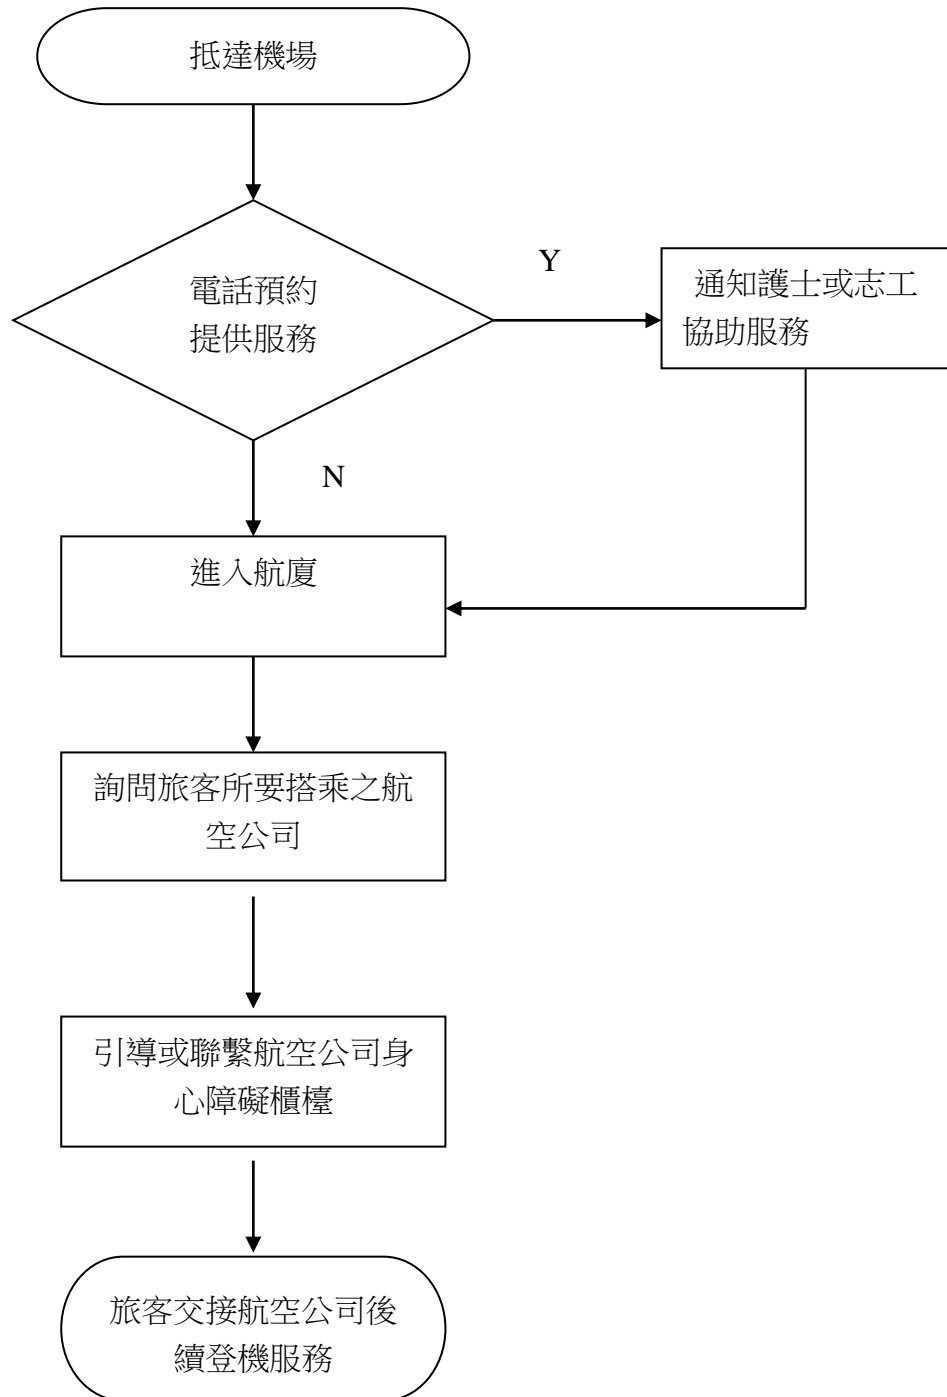 抵達機場
電話預約
提供服務
Y
通知護士或志工
協助服務
N
進入航廈
詢問旅客所要搭乘之航
空公司
引導或聯繫航空公司身
心障礙櫃檯
旅客交接航空公司後
續登機服務